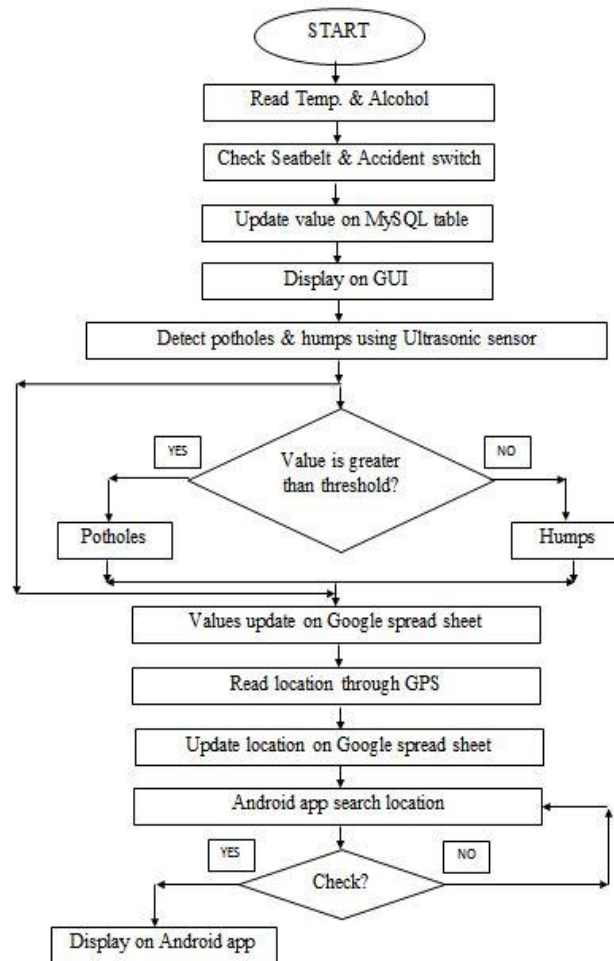 START
Read Temp. & Alcohol
Check Seatbelt & Accident switch
Update value on MySQL table
Display on GUI
Detect potholes & humps using Ultrasonic sensor
YES
NO
Value is greater
than threshold?
Potholes
Humps
Values update on Google spread sheet
Read location through GPS
Update location on Google spread sheet
Android app search location
YES
NO
Check?
Display on Android app